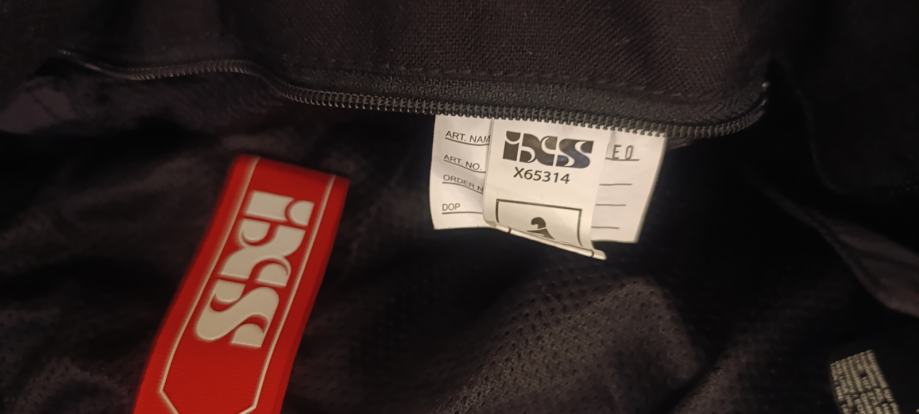 ART. NAM
iXS
E O
X65314
ART. NO.
ORDER N
DOP
iXS